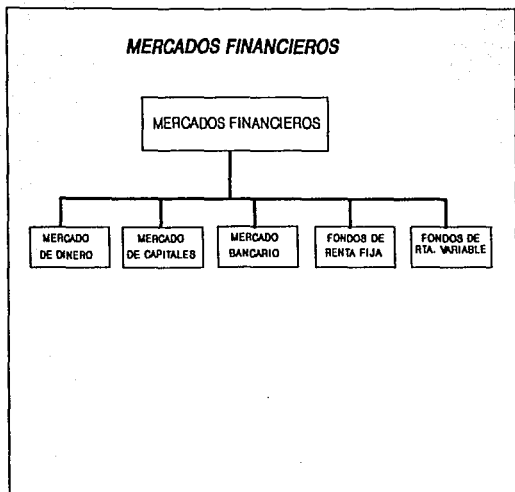 MERCADOS FINANCIEROS
MERCADOS FINANCIEROS
MERCADO
DE DINERO
MERCADO
DE CAPITALES
MERCADO
BANCARIO
FONDOS DE
RENTA FIJA
FONDOS DE
RTA. VARIABLE